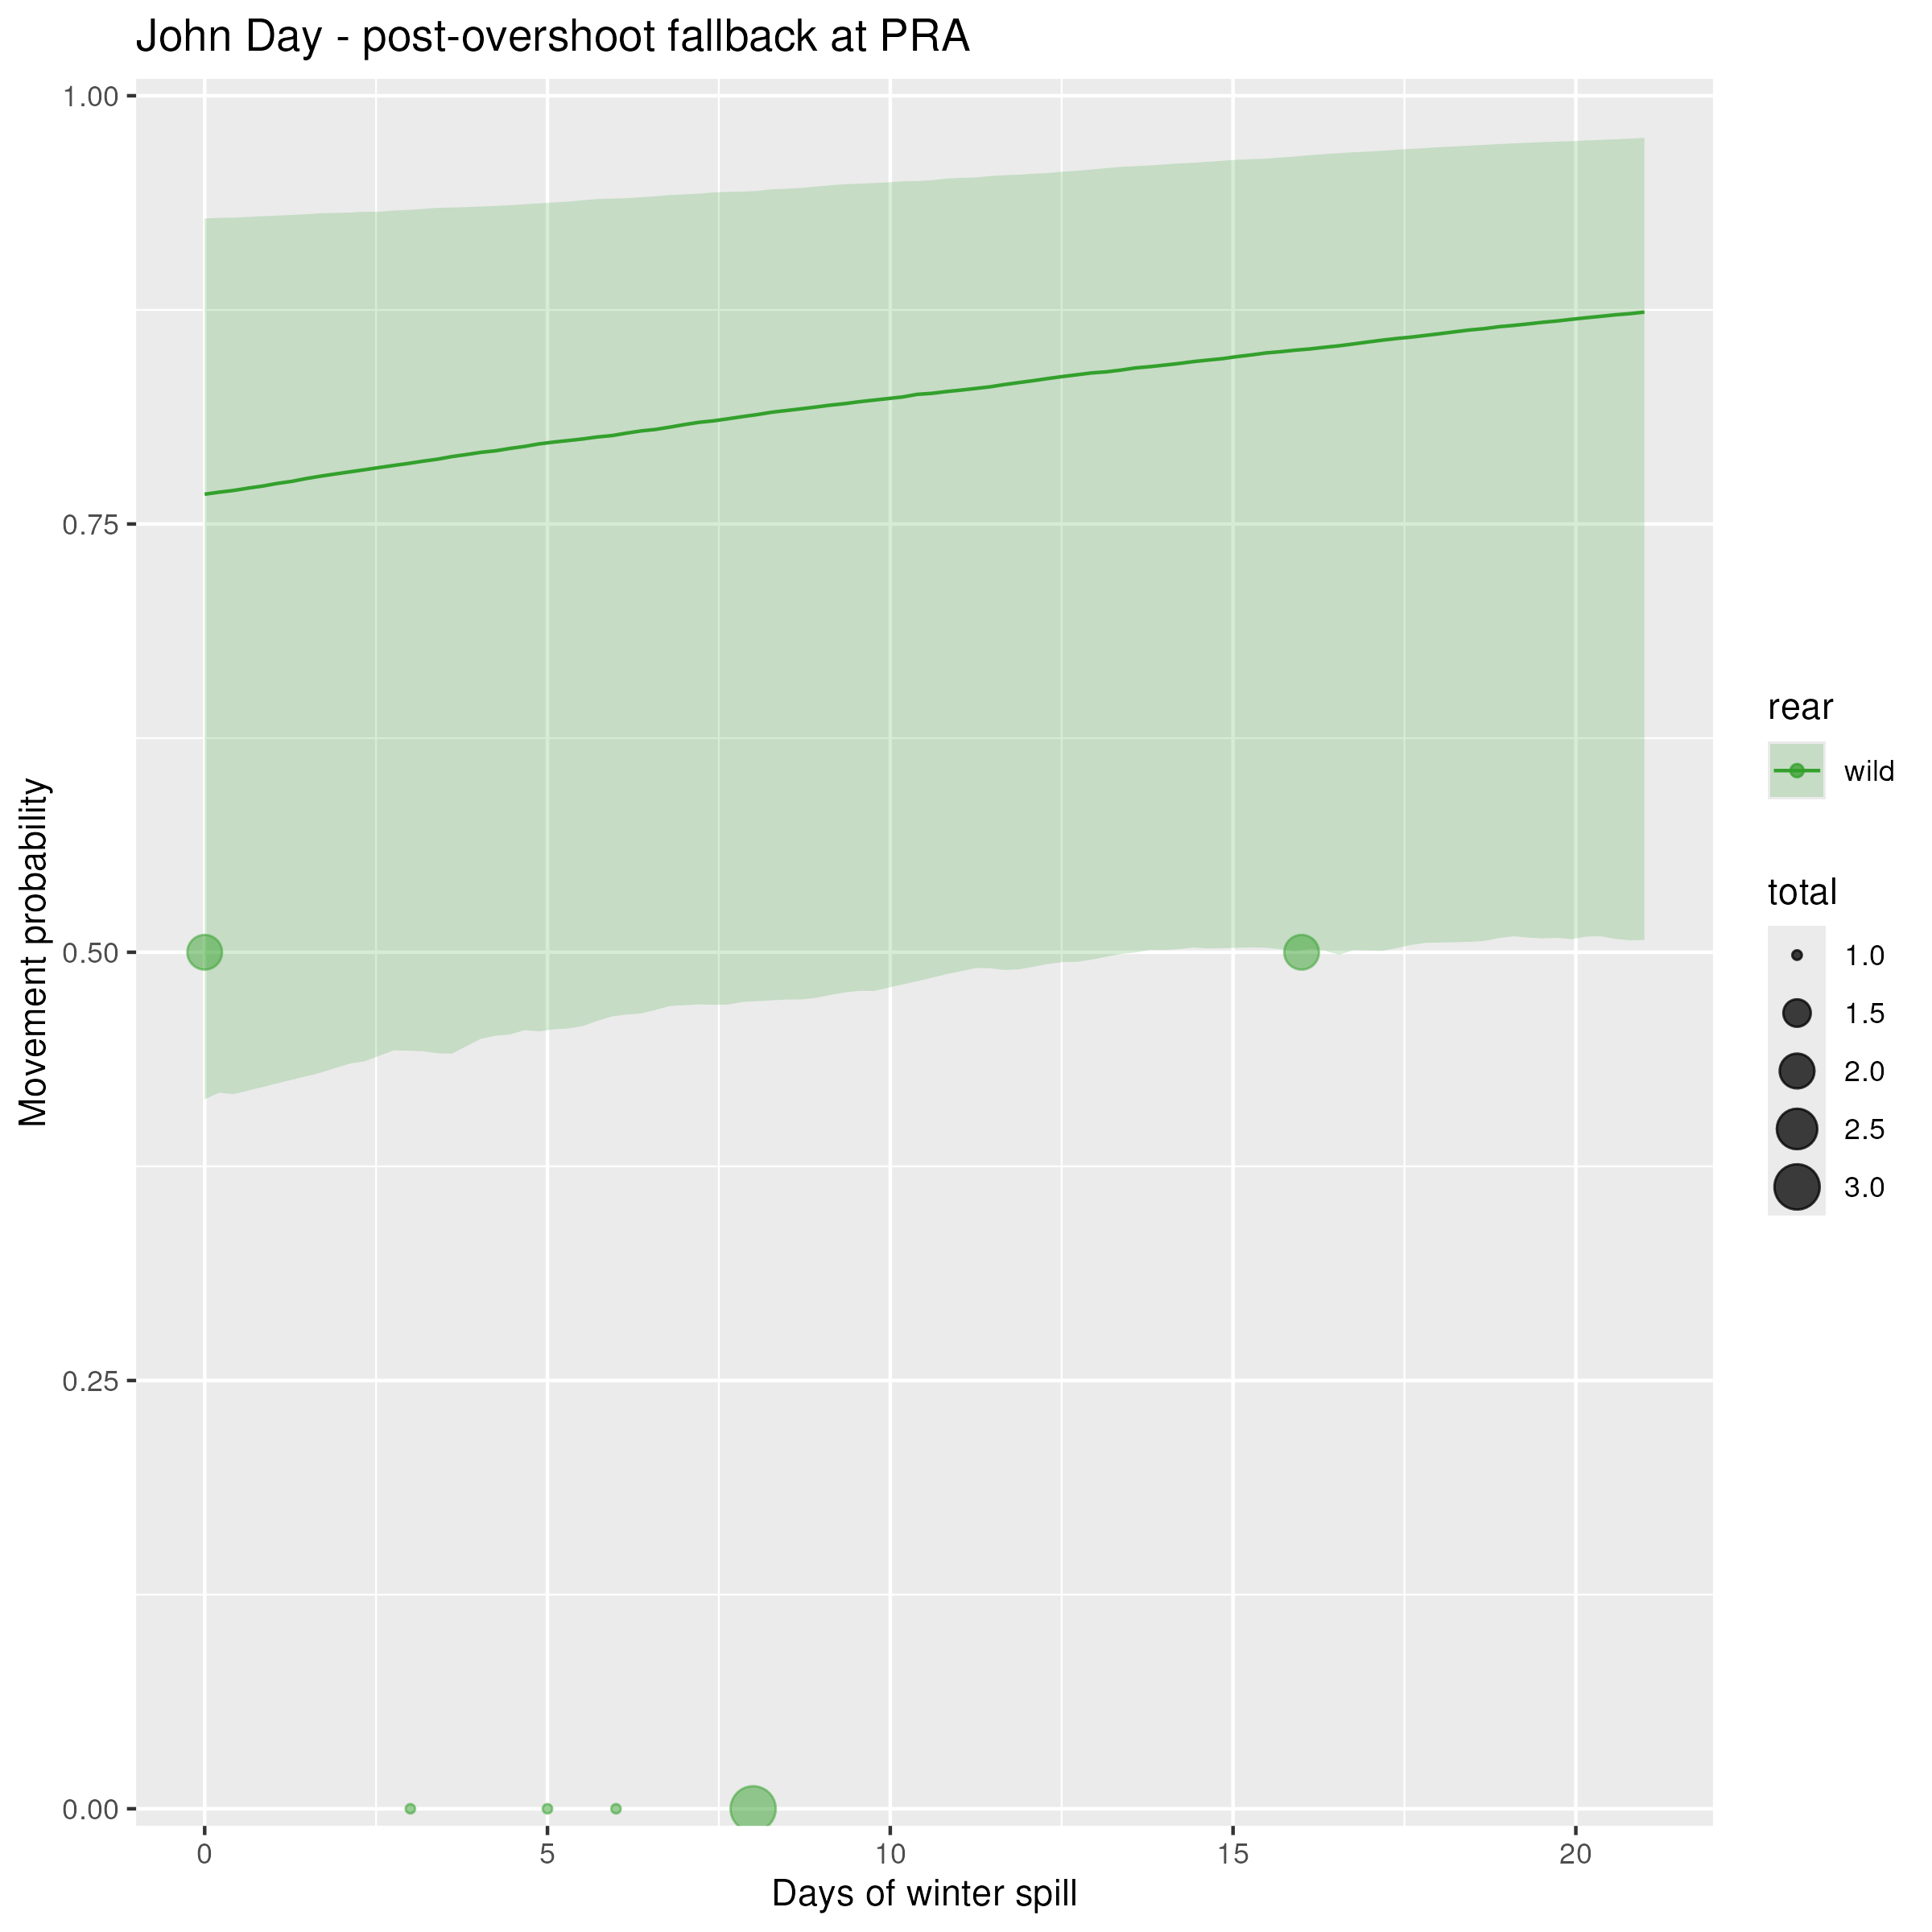 John Day - post-overshoot fallback at PRA
Movement probability
1.00
0.75
0.50
0.25
0.00
0 5 10 15 20
Days of winter spill
rear
wild
total
1.0
1.5
2.0
2.5
3.0